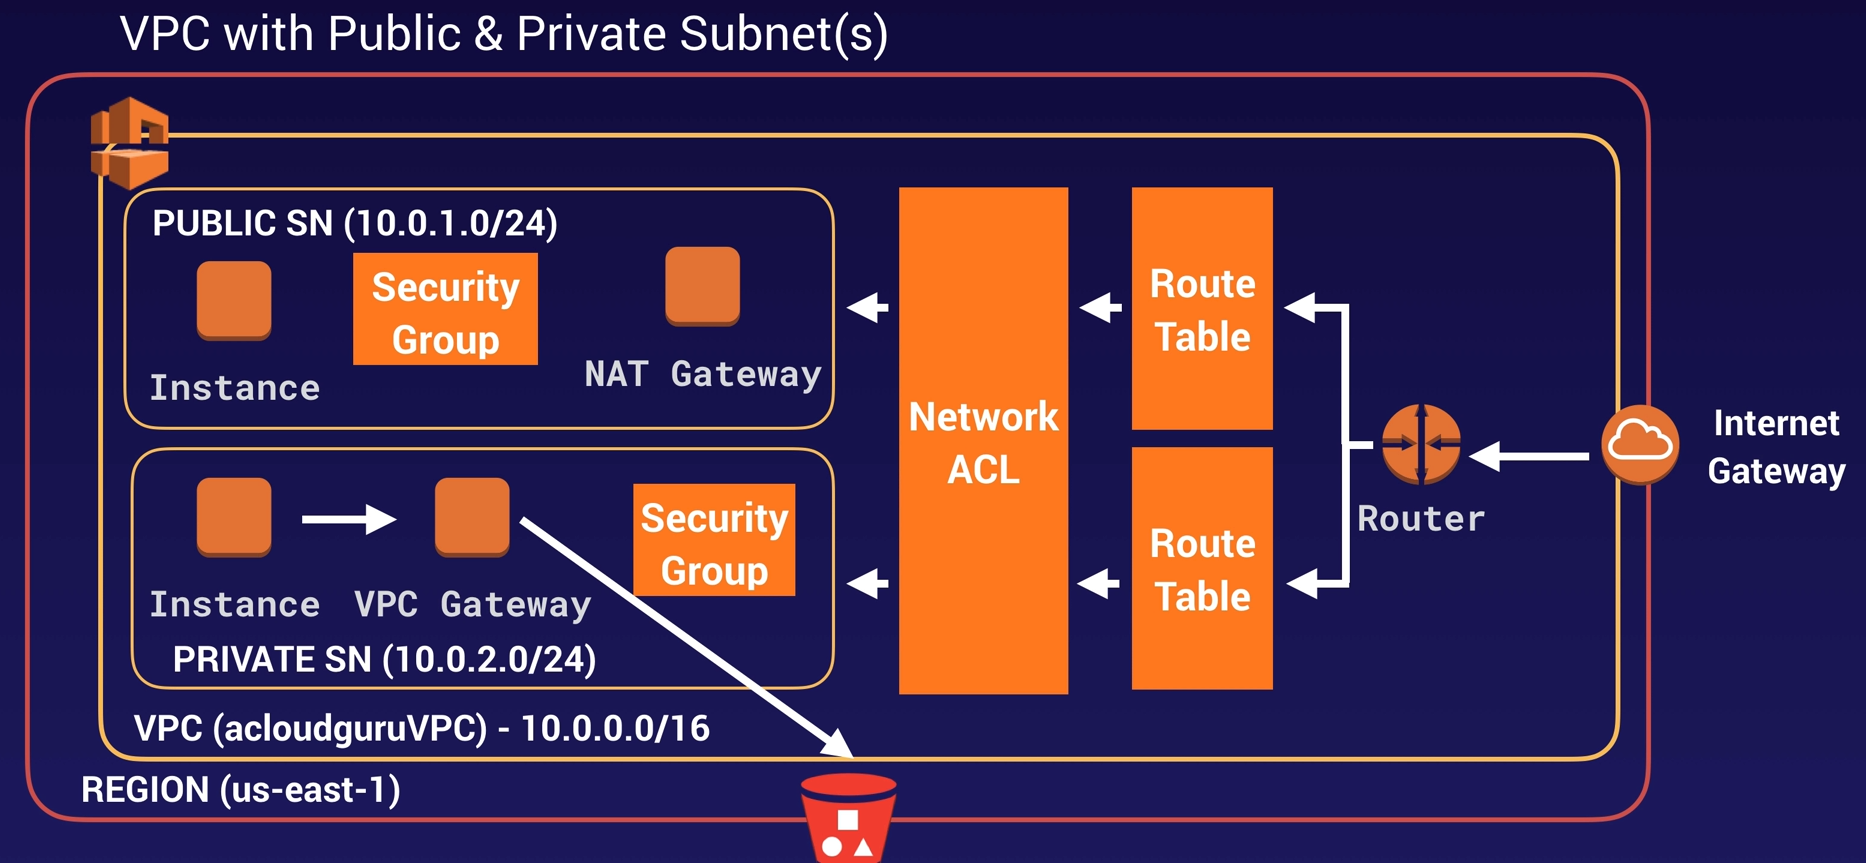 VPC with Public & Private Subnet(s)
PUBLIC SN (10.0.1.0/24)
Security
Group
Instance
NAT Gateway
Instance
VPC Gateway
Security
Group
PRIVATE SN (10.0.2.0/24)
VPC (acloudguruVPC) - 10.0.0.0/16
REGION (us-east-1)
Network
ACL
Route
Table
Route
Table
Router
Internet
Gateway